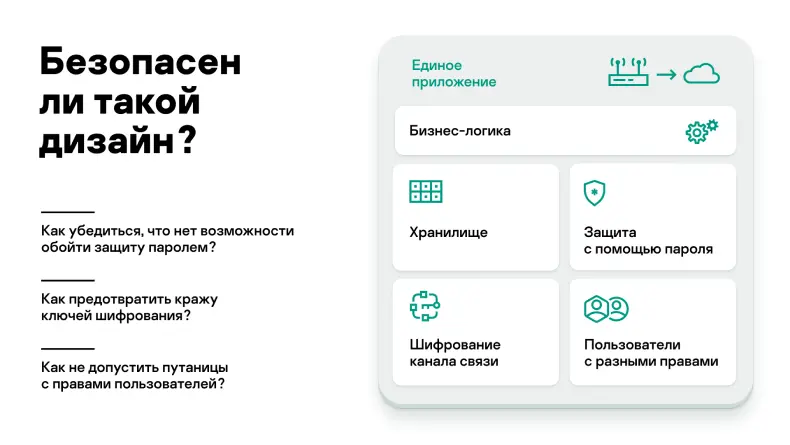 Безопасен
ли такой
дизайн?
Как убедиться, что нет возможности
обойти защиту паролем?
Как предотвратить кражу
ключей шифрования?
Как не допустить путаницы
с правами пользователей?
Единое
приложение
Бизнес-логика
Хранилище
Защита
с помощью пароля
Шифрование
канала связи
Пользователи
с разными правами